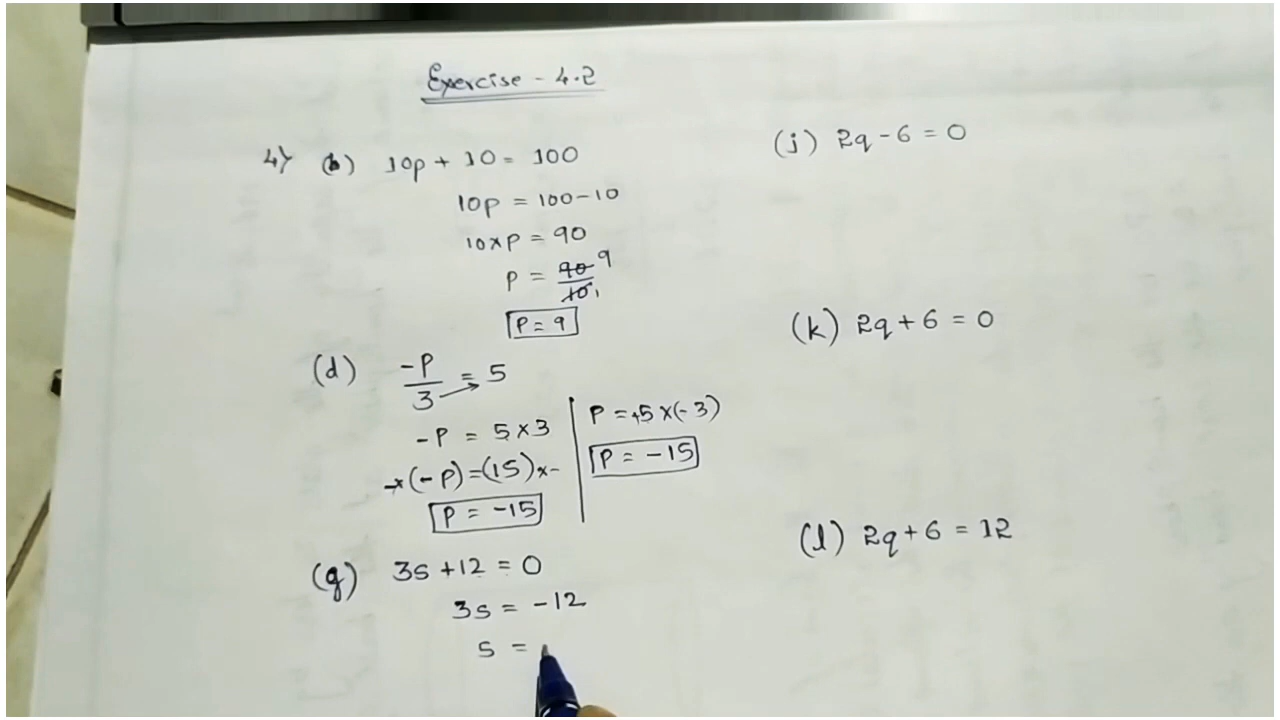 Exercise - 4.2
4) (b) 10p + 10 = 100
10p = 100 - 10
10×p = 90
P = 90/10 9 1
P = 9
(d) -P/3 = 5
-P = 5×3
-×(-P)=(15)×-
P = -15
P = +5×(-3)
P = -15
(g) 3s + 12 = 0
3s = -12
s =
(j) 2q - 6 = 0
(k) 2q + 6 = 0
(l) 2q + 6 = 12